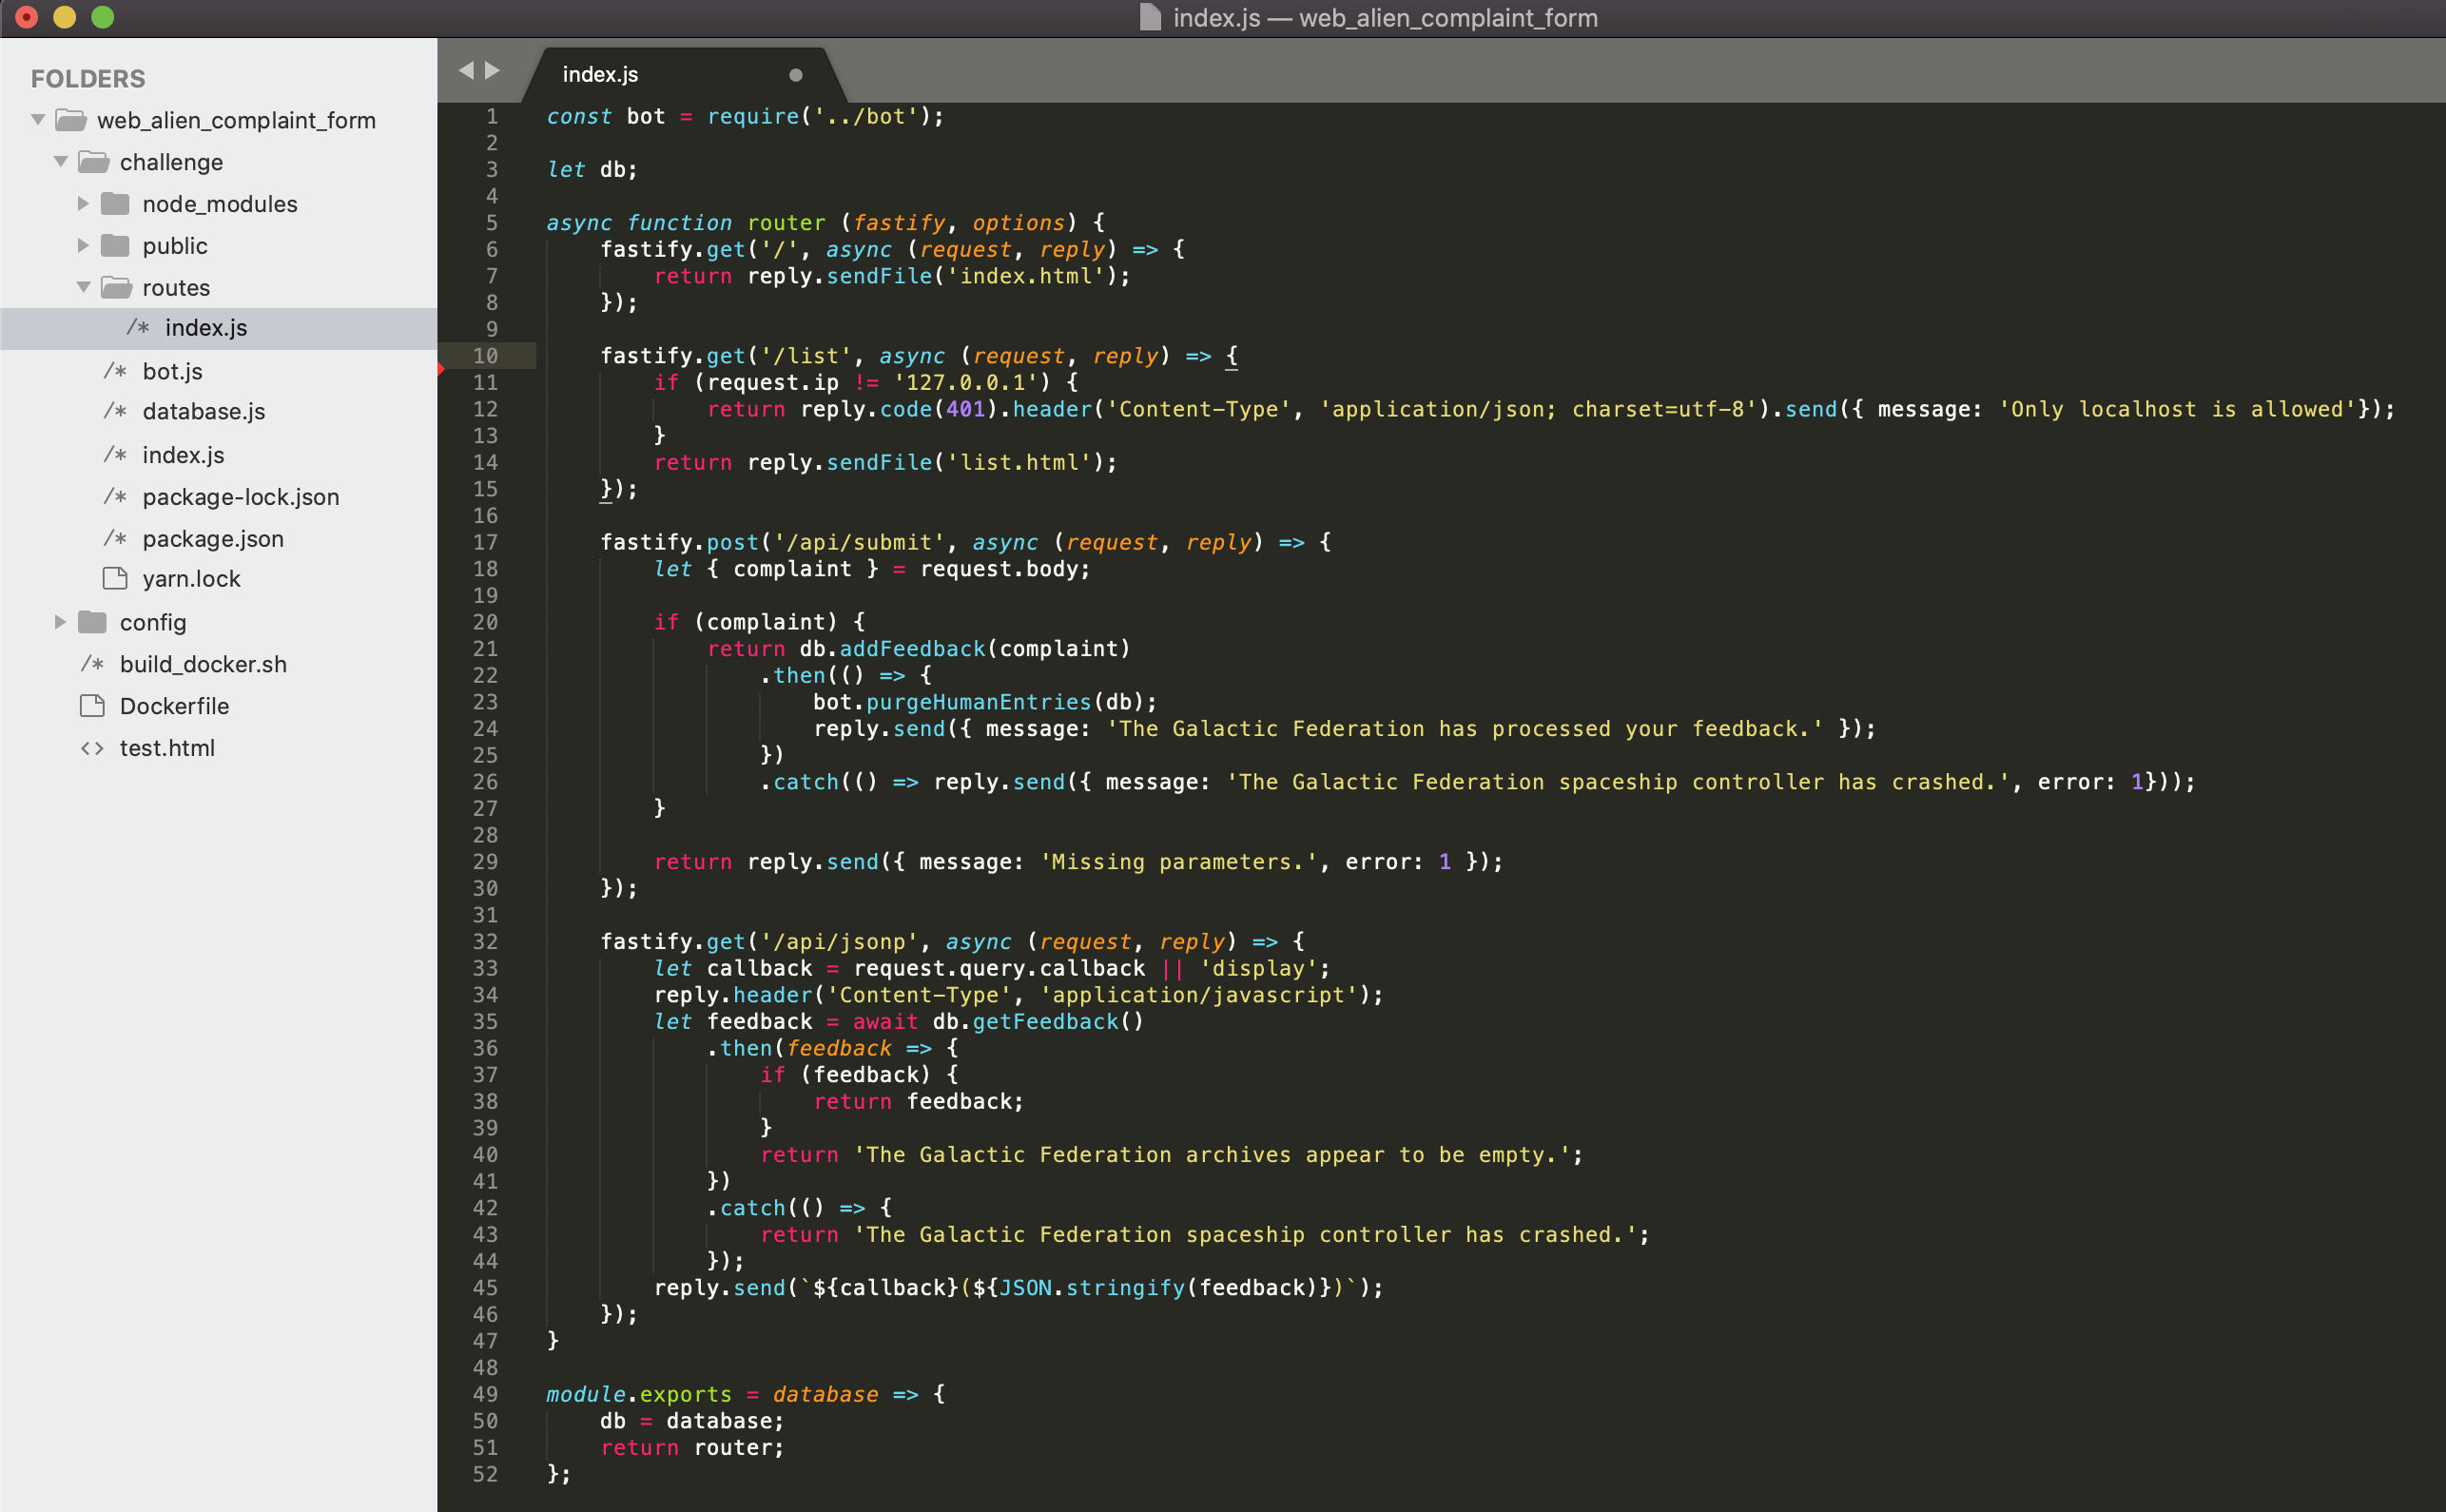 index.js — web_alien_complaint_form
FOLDERS
web_alien_complaint_form
challenge
node_modules
public
routes
/* index.js
/* bot.js
/* database.js
/* index.js
/* package-lock.json
/* package.json
yarn.lock
config
/* build_docker.sh
Dockerfile
<> test.html
index.js
1 const bot = require('../bot');
2
3 let db;
4
5 async function router (fastify, options) {
6     fastify.get('/', async (request, reply) => {
7         return reply.sendFile('index.html');
8     });
9
10     fastify.get('/list', async (request, reply) => {
11         if (request.ip != '127.0.0.1') {
12             return reply.code(401).header('Content-Type', 'application/json; charset=utf-8').send({ message: 'Only localhost is allowed'});
13         }
14         return reply.sendFile('list.html');
15     });
16
17     fastify.post('/api/submit', async (request, reply) => {
18         let { complaint } = request.body;
19
20         if (complaint) {
21             return db.addFeedback(complaint)
22                 .then(() => {
23                     bot.purgeHumanEntries(db);
24                     reply.send({ message: 'The Galactic Federation has processed your feedback.' });
25                 })
26                 .catch(() => reply.send({ message: 'The Galactic Federation spaceship controller has crashed.', error: 1}));
27         }
28
29         return reply.send({ message: 'Missing parameters.', error: 1 });
30     });
31
32     fastify.get('/api/jsonp', async (request, reply) => {
33         let callback = request.query.callback || 'display';
34         reply.header('Content-Type', 'application/javascript');
35         let feedback = await db.getFeedback()
36             .then(feedback => {
37                 if (feedback) {
38                     return feedback;
39                 }
40                 return 'The Galactic Federation archives appear to be empty.';
41             })
42             .catch(() => {
43                 return 'The Galactic Federation spaceship controller has crashed.';
44             });
45         reply.send(`${callback}(${JSON.stringify(feedback)})`);
46     });
47 }
48
49 module.exports = database => {
50     db = database;
51     return router;
52 };